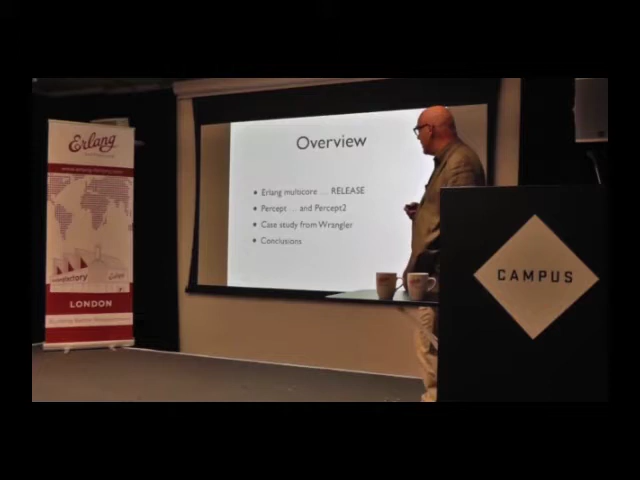 Erlang
Overview
Erlang multicore … RELEASE
Percept … and Percept2
Case study from Wrangler
Conclusions
LONDON
CAMPUS